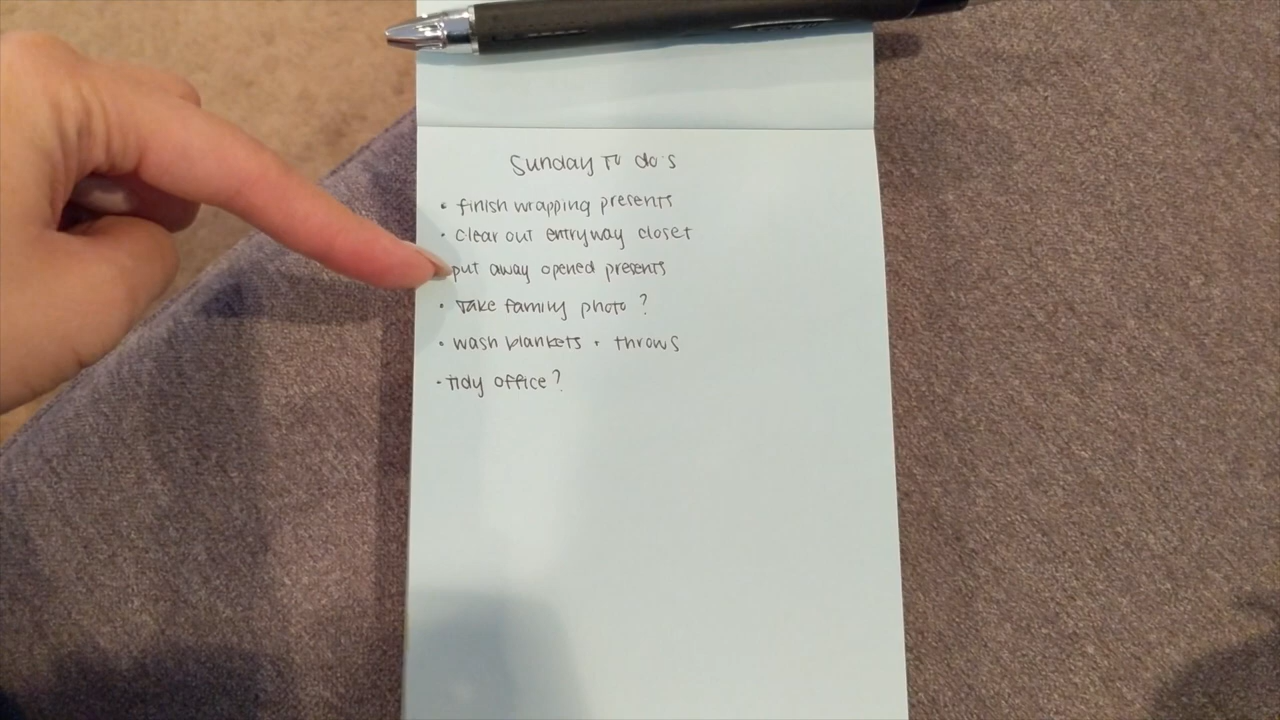 Sunday To do's
• finish wrapping presents
• clear out entryway closet
put away opened presents
• Take family photo?
• wash blankets + throws
• tidy office?